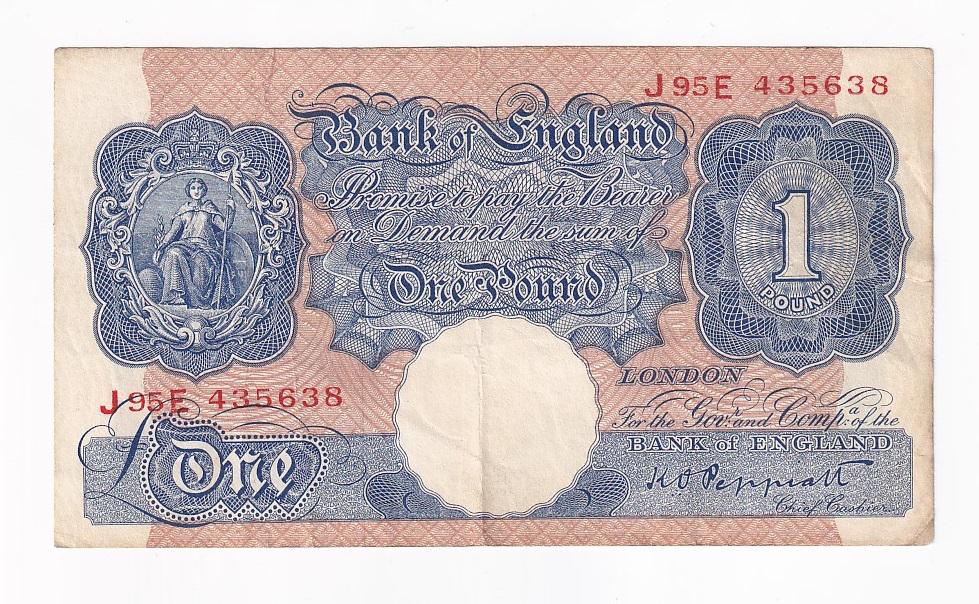 J95E 435638
Bank of England
Promise to pay the Bearer
on Demand the sum of
One Pound
1
POUND
LONDON
J95E 435638
For the Govr. and Compa. of the
BANK of ENGLAND
£One
K O Peppiatt
Chief Cashier